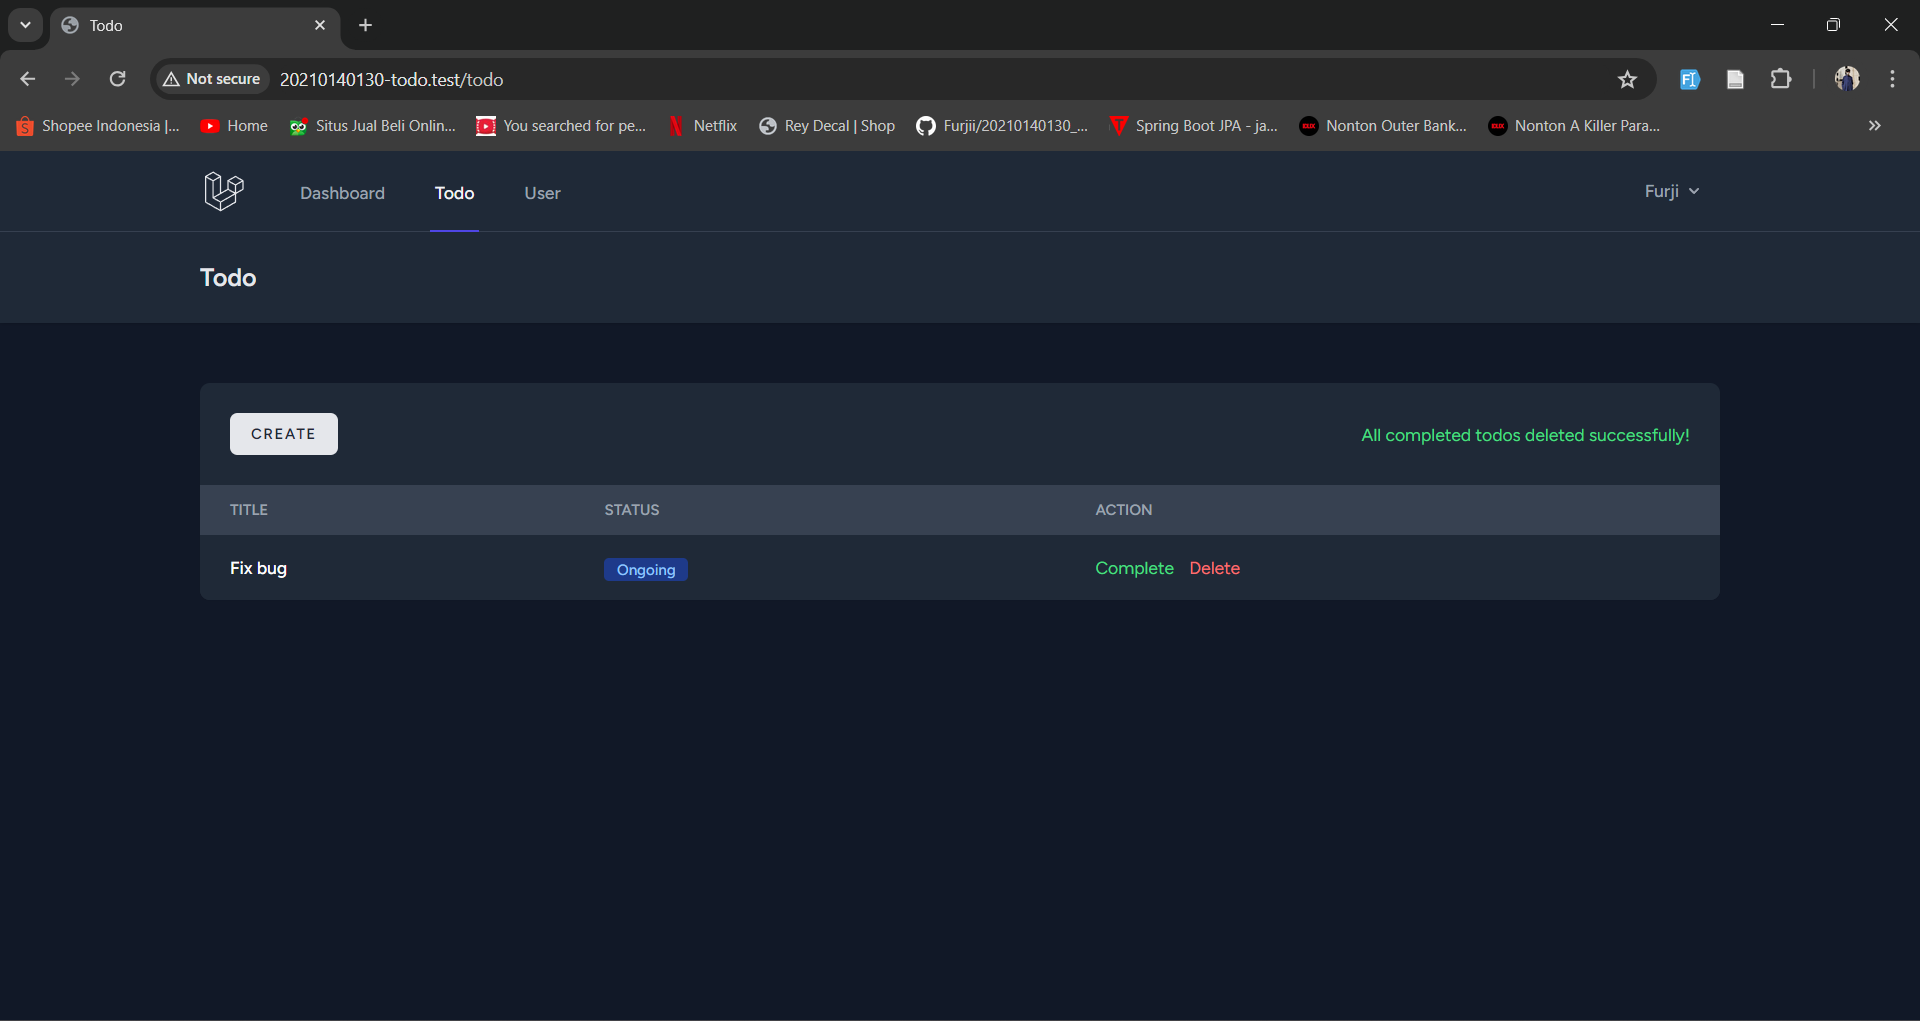 Todo
Not secure 20210140130-todo.test/todo
Shopee Indonesia |... Home Situs Jual Beli Onlin... You searched for pe... Netflix Rey Decal | Shop Furjii/20210140130_... Spring Boot JPA - ja... Nonton Outer Bank... Nonton A Killer Para...
Dashboard Todo User Furji
Todo
CREATE All completed todos deleted successfully!
TITLE STATUS ACTION
Fix bug Ongoing Complete Delete